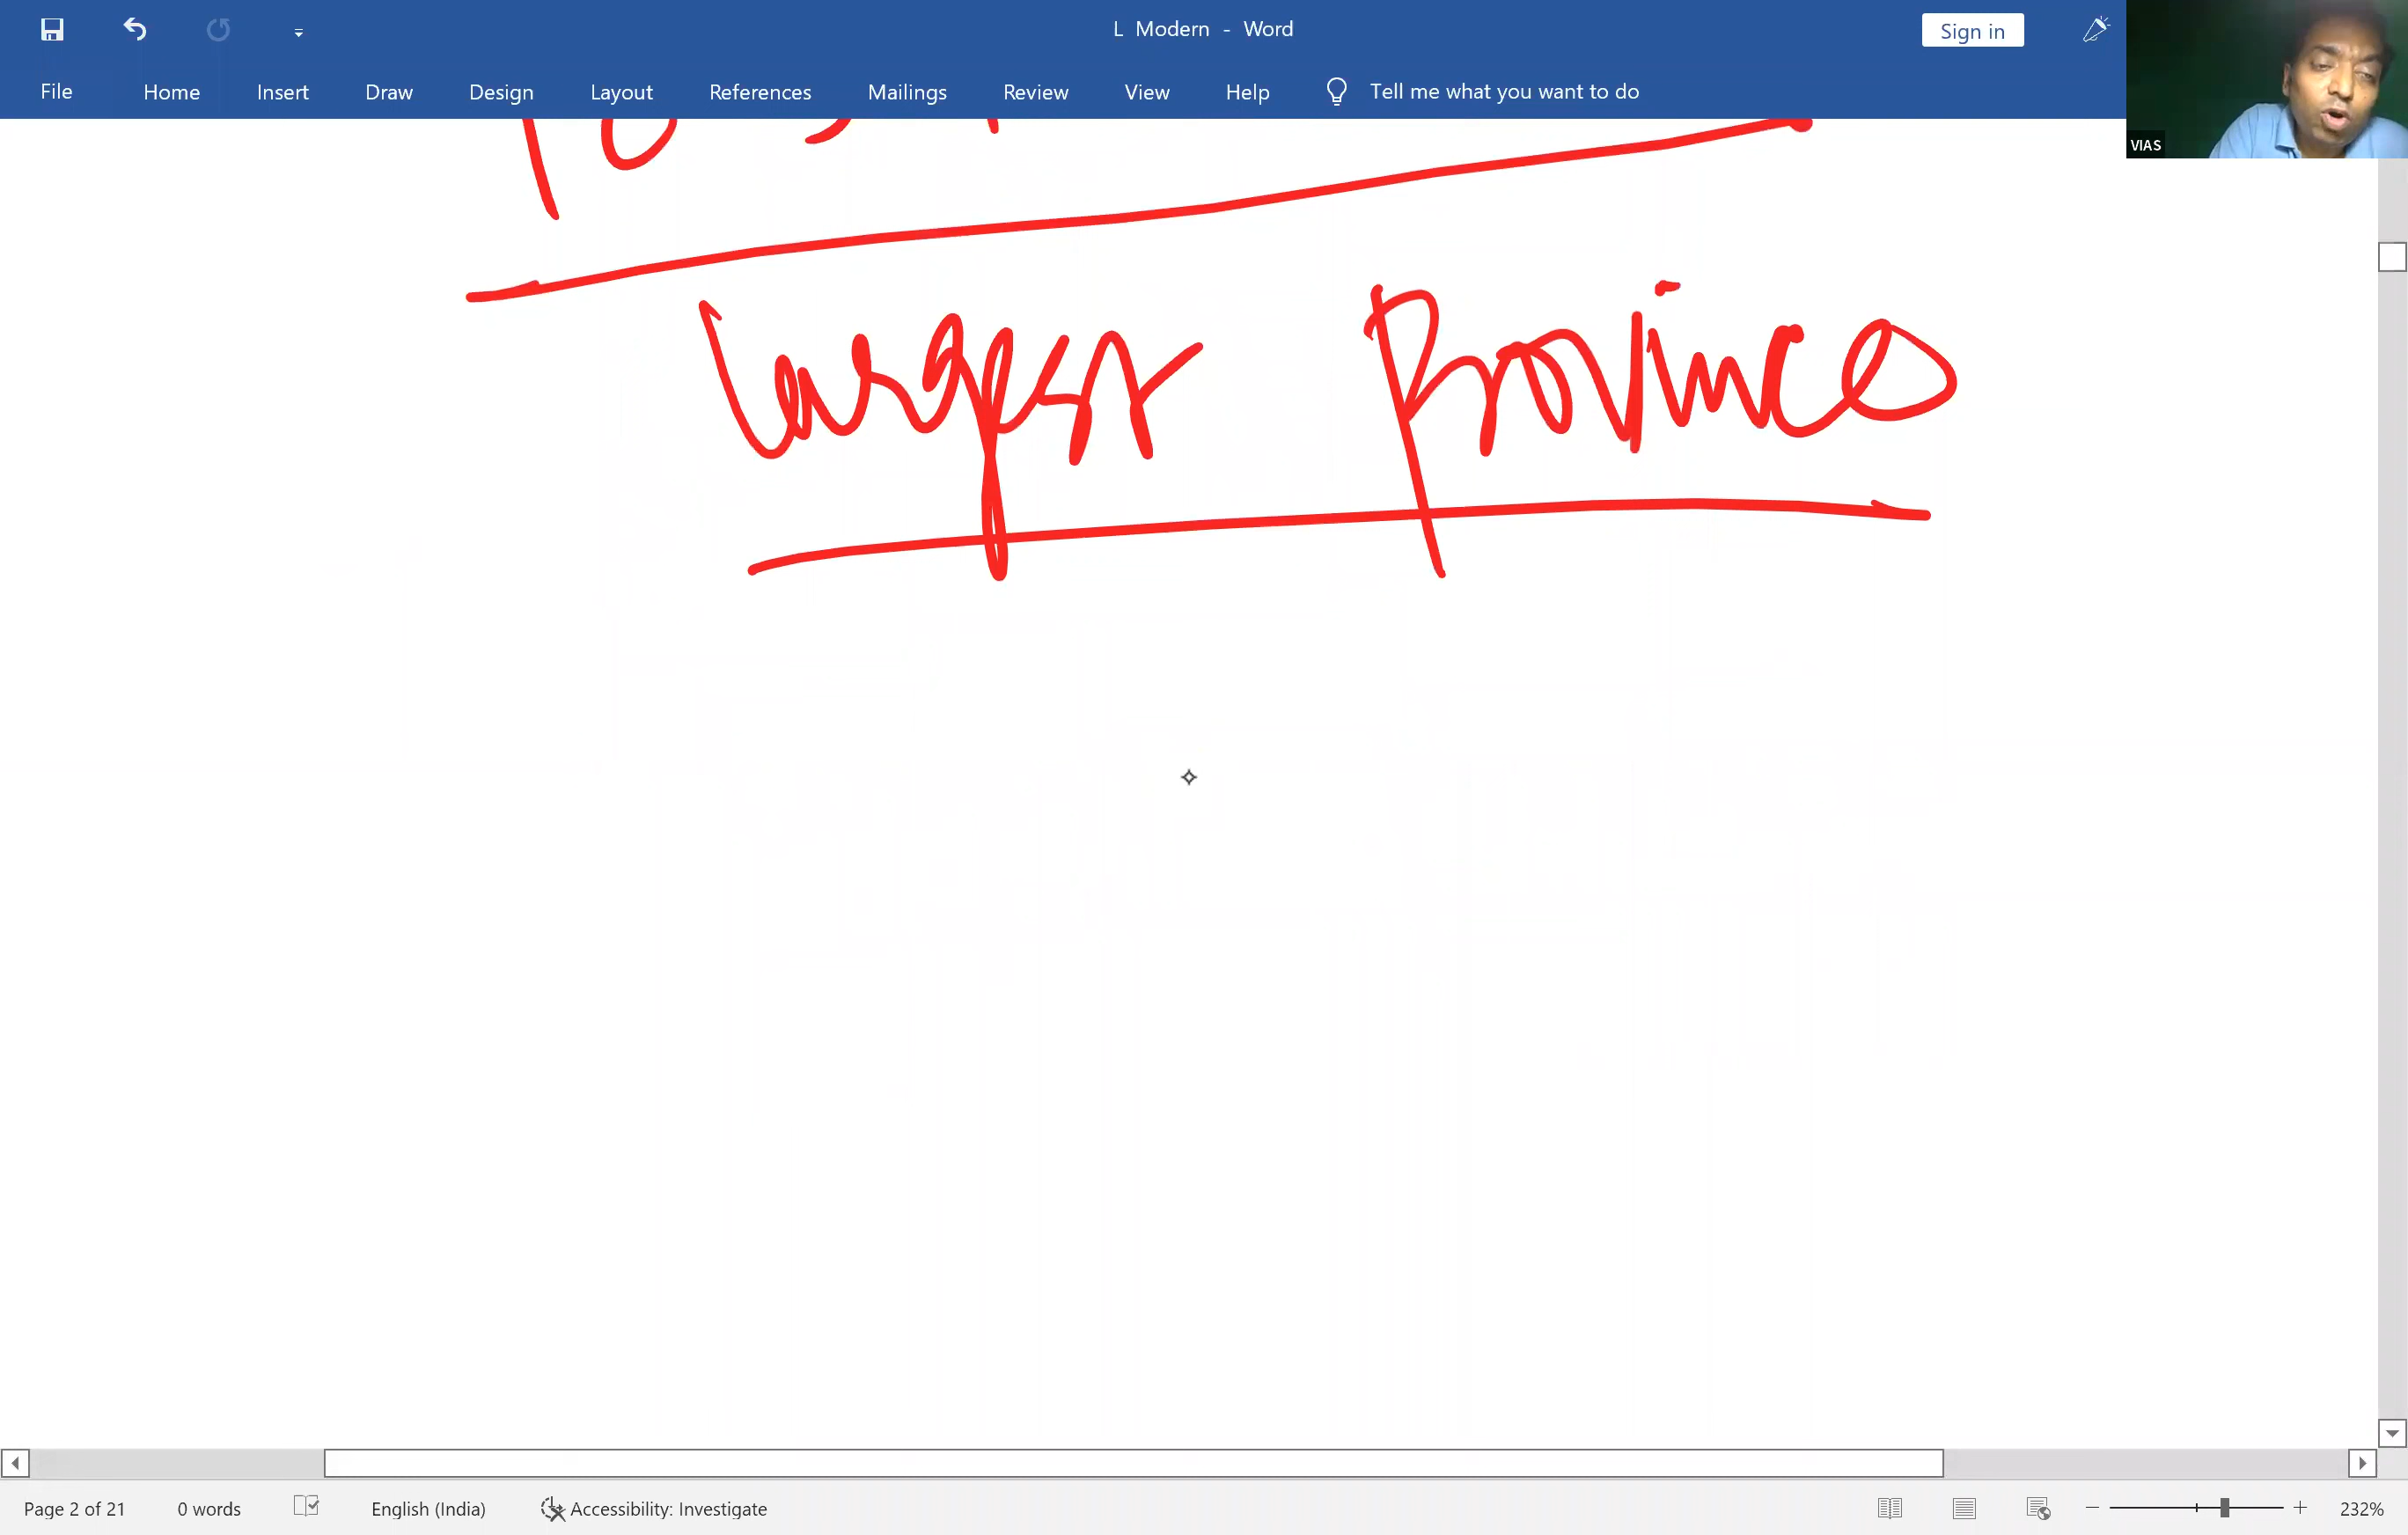 L Modern - Word
Sign in
File Home Insert Draw Design Layout References Mailings Review View Help Tell me what you want to do
VIAS
Largest Province
Page 2 of 21 0 words English (India) Accessibility: Investigate 232%